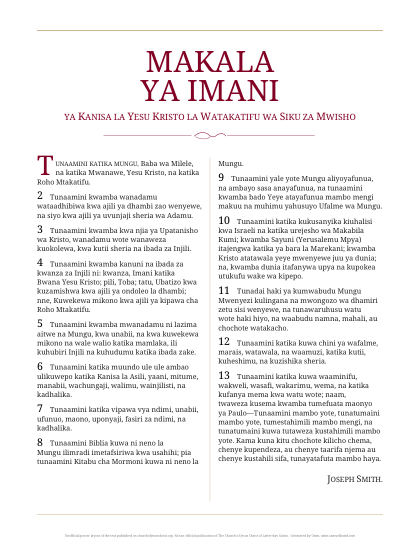 MAKALA
YA IMANI
YA KANISA LA YESU KRISTO LA WATAKATIFU WA SIKU ZA MWISHO
TUNAAMINI KATIKA MUNGU, Baba wa Milele,
na katika Mwanawe, Yesu Kristo, na katika
Roho Mtakatifu.
2 Tunaamini kwamba wanadamu
wataadhibiwa kwa ajili ya dhambi zao wenyewe,
na siyo kwa ajili ya uvunjaji sheria wa Adamu.
3 Tunaamini kwamba kwa njia ya Upatanisho
wa Kristo, wanadamu wote wanaweza
kuokolewa, kwa kutii sheria na ibada za Injili.
4 Tunaamini kwamba kanuni na ibada za
kwanza za Injili ni: kwanza, Imani katika
Bwana Yesu Kristo; pili, Toba; tatu, Ubatizo kwa
kuzamishwa kwa ajili ya ondoleo la dhambi;
nne, Kuwekewa mikono kwa ajili ya kipawa cha
Roho Mtakatifu.
5 Tunaamini kwamba mwanadamu ni lazima
aitwe na Mungu, kwa unabii, na kwa kuwekewa
mikono na wale walio katika mamlaka, ili
kuhubiri Injili na kuhudumu katika ibada zake.
6 Tunaamini katika muundo ule ule ambao
ulikuwepo katika Kanisa la Asili, yaani, mitume,
manabii, wachungaji, walimu, wainjilisti, na
kadhalika.
7 Tunaamini katika vipawa vya ndimi, unabii,
ufunuo, maono, uponyaji, fasiri za ndimi, na
kadhalika.
8 Tunaamini Biblia kuwa ni neno la
Mungu ilimradi imetafsiriwa kwa usahihi; pia
tunaamini Kitabu cha Mormoni kuwa ni neno la
Mungu.
9 Tunaamini yale yote Mungu aliyoyafunua,
na ambayo sasa anayafunua, na tunaamini
kwamba bado Yeye atayafunua mambo mengi
makuu na muhimu yahusuyo Ufalme wa Mungu.
10 Tunaamini katika kukusanyika kiuhalisi
kwa Israeli na katika urejesho wa Makabila
Kumi; kwamba Sayuni (Yerusalemu Mpya)
itajengwa katika bara la Marekani; kwamba
Kristo atatawala yeye mwenyewe juu ya dunia;
na, kwamba dunia itafanywa upya na kupokea
utukufu wake wa kipepo.
11 Tunadai haki ya kumwabudu Mungu
Mwenyezi kulingana na mwongozo wa dhamiri
zetu sisi wenyewe, na tunawaruhusu watu
wote haki hiyo, na waabudu namna, mahali, au
chochote watakacho.
12 Tunaamini katika kuwa chini ya wafalme,
marais, watawala, na waamuzi, katika kutii,
kuheshimu, na kuzishika sheria.
13 Tunaamini katika kuwa waaminifu,
wakweli, wasafi, wakarimu, wema, na katika
kufanya mema kwa watu wote; naam,
twaweza kusema kwamba tumefuata maonyo
ya Paulo—Tunaamini mambo yote, tunatumaini
mambo yote, tumestahimili mambo mengi, na
tunatumaini kuwa tutaweza kustahimili mambo
yote. Kama kuna kitu chochote kilicho chema,
chenye kupendeza, au chenye taarifa njema au
chenye kustahili sifa, tunayatafuta mambo haya.
JOSEPH SMITH.